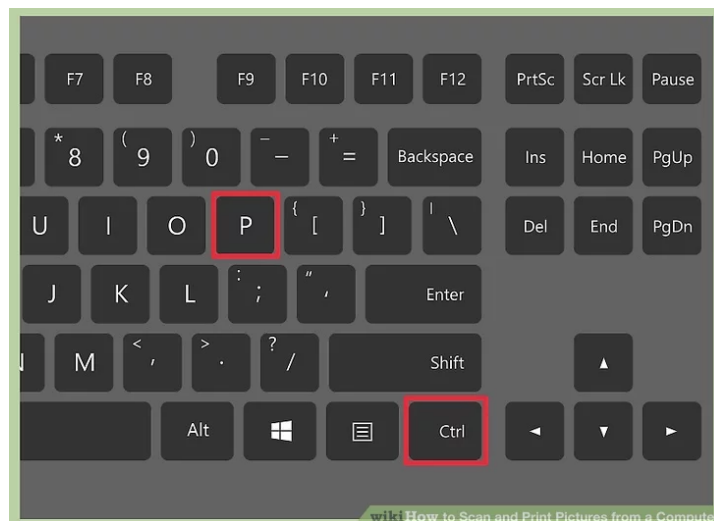 F7 F8 F9 F10 F11 F12 PrtSc Scr Lk Pause
* 8 ( 9 ) 0 _ - + = Backspace Ins Home PgUp
U I O P { [ } ] | \ Del End PgDn
J K L : ; " ' Enter
M < , > . ? / Shift
Alt Ctrl
wikiHow to Scan and Print Pictures from a Compute